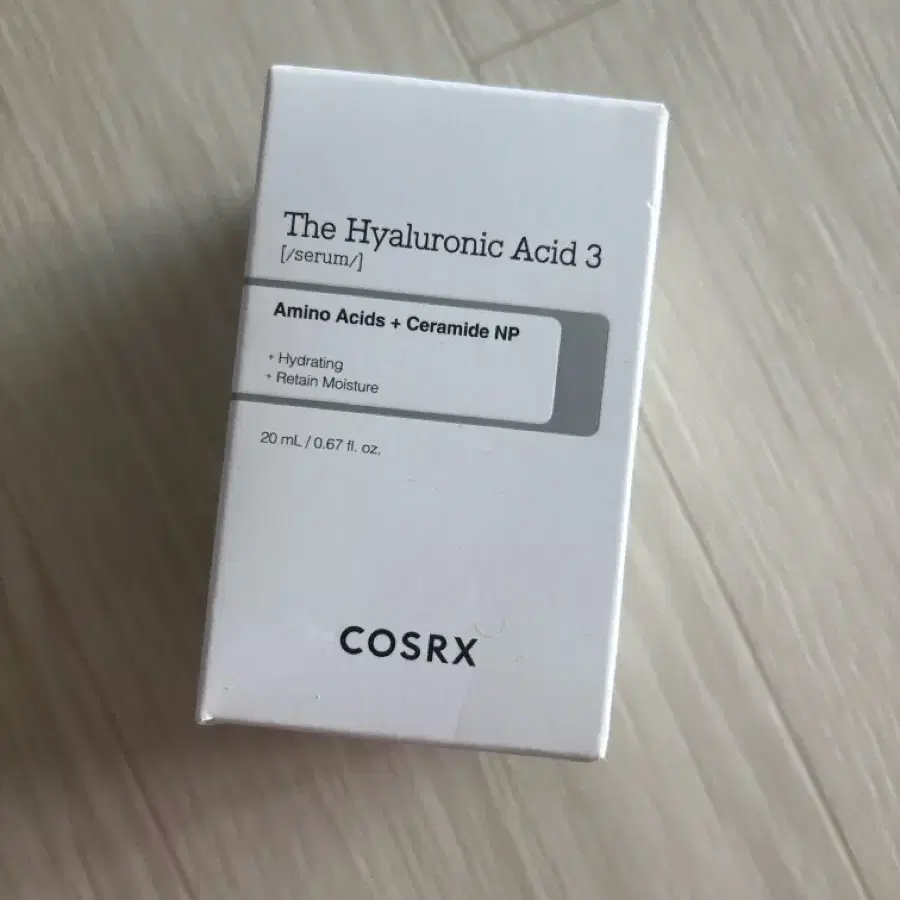 The Hyaluronic Acid 3
[/serum/]
Amino Acids + Ceramide NP
+ Hydrating
+ Retain Moisture
20 mL / 0.67 fl. oz.
COSRX